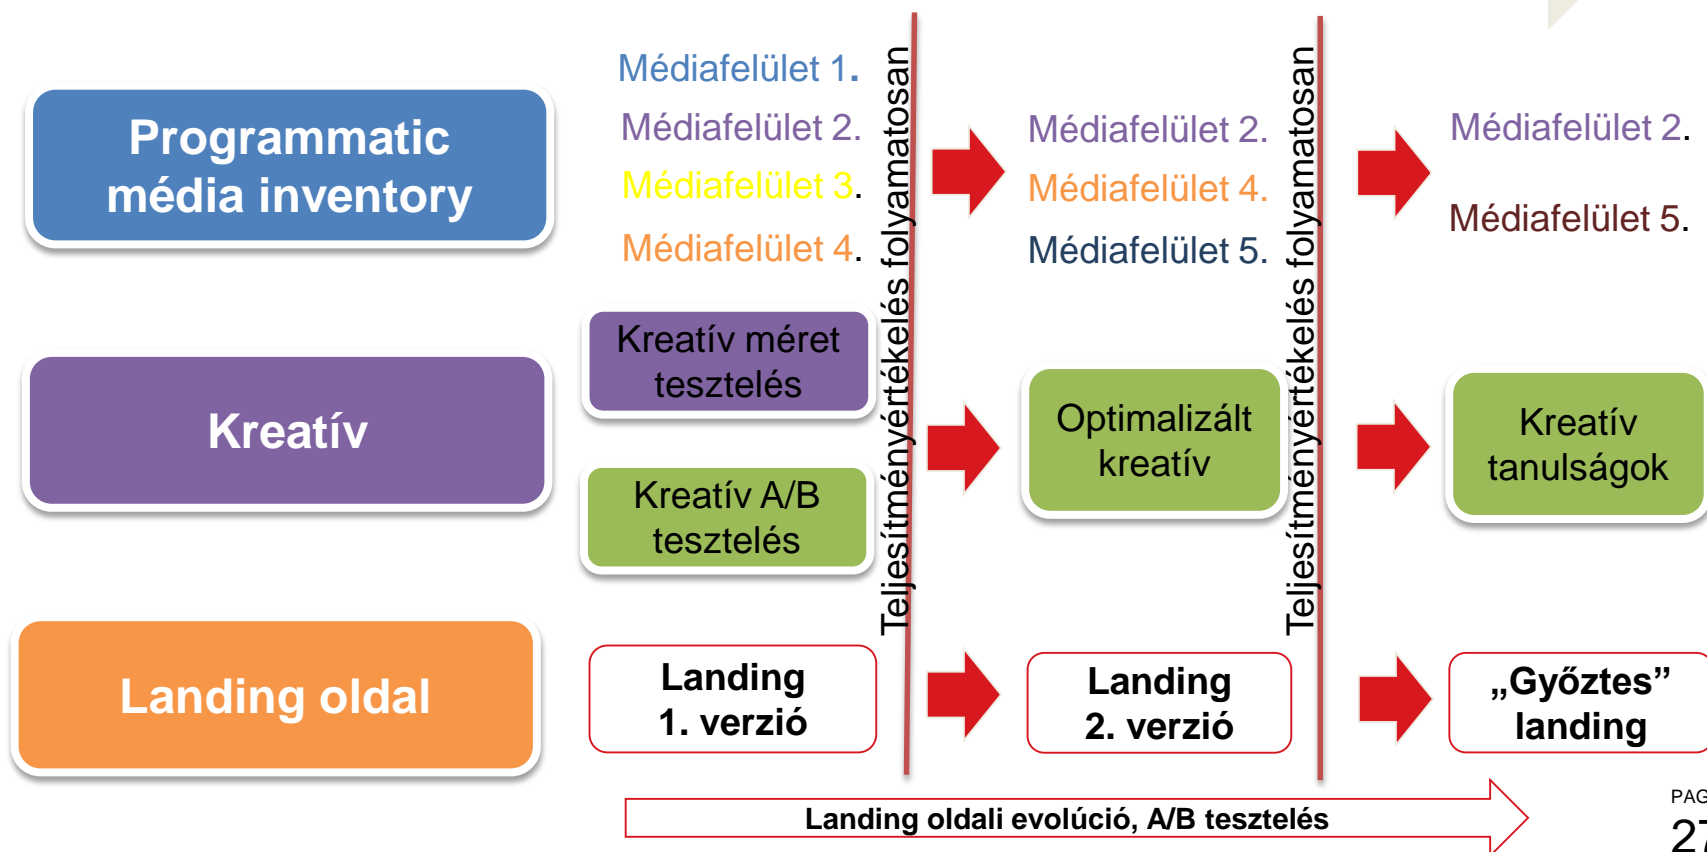 Programmatic
média inventory
Médiafelület 1.
Médiafelület 2.
Médiafelület 3.
Médiafelület 4.
Teljesítményértékelés folyamatosan
Médiafelület 2.
Médiafelület 4.
Médiafelület 5.
Teljesítményértékelés folyamatosan
Médiafelület 2.
Médiafelület 5.
Kreatív
Kreatív méret
tesztelés
Kreatív A/B
tesztelés
Optimalizált
kreatív
Kreatív
tanulságok
Landing oldal
Landing
1. verzió
Landing
2. verzió
„Győztes”
landing
Landing oldali evolúció, A/B tesztelés
PAG
27